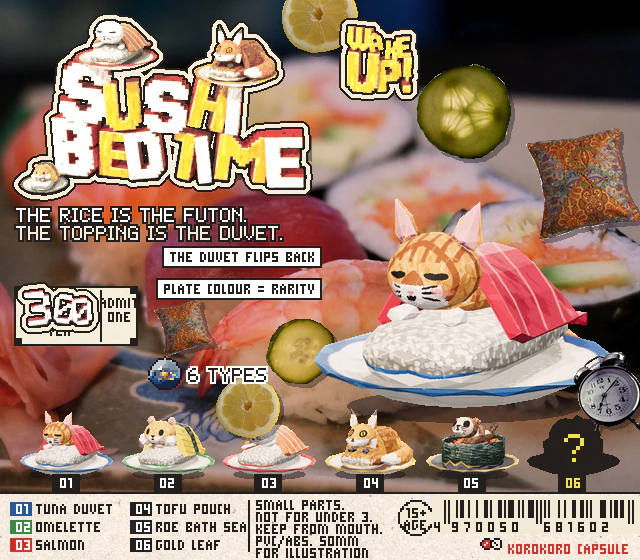 SUSHI
BEDTIME
WAKE
UP!
THE RICE IS THE FUTON.
THE TOPPING IS THE DUVET.
THE DUVET FLIPS BACK
PLATE COLOUR = RARITY
300
ADMIT
ONE
6 TYPES
?
01
02
03
04
05
06
01 TUNA DUVET
02 OMELETTE
03 SALMON
04 TOFU POUCH
05 ROE BATH SEA
06 GOLD LEAF
SMALL PARTS.
NOT FOR UNDER 3.
KEEP FROM MOUTH.
PVC/ABS. 50MM
FOR ILLUSTRATION
15+
AGE
4 970050 681602
KOROKORO CAPSULE